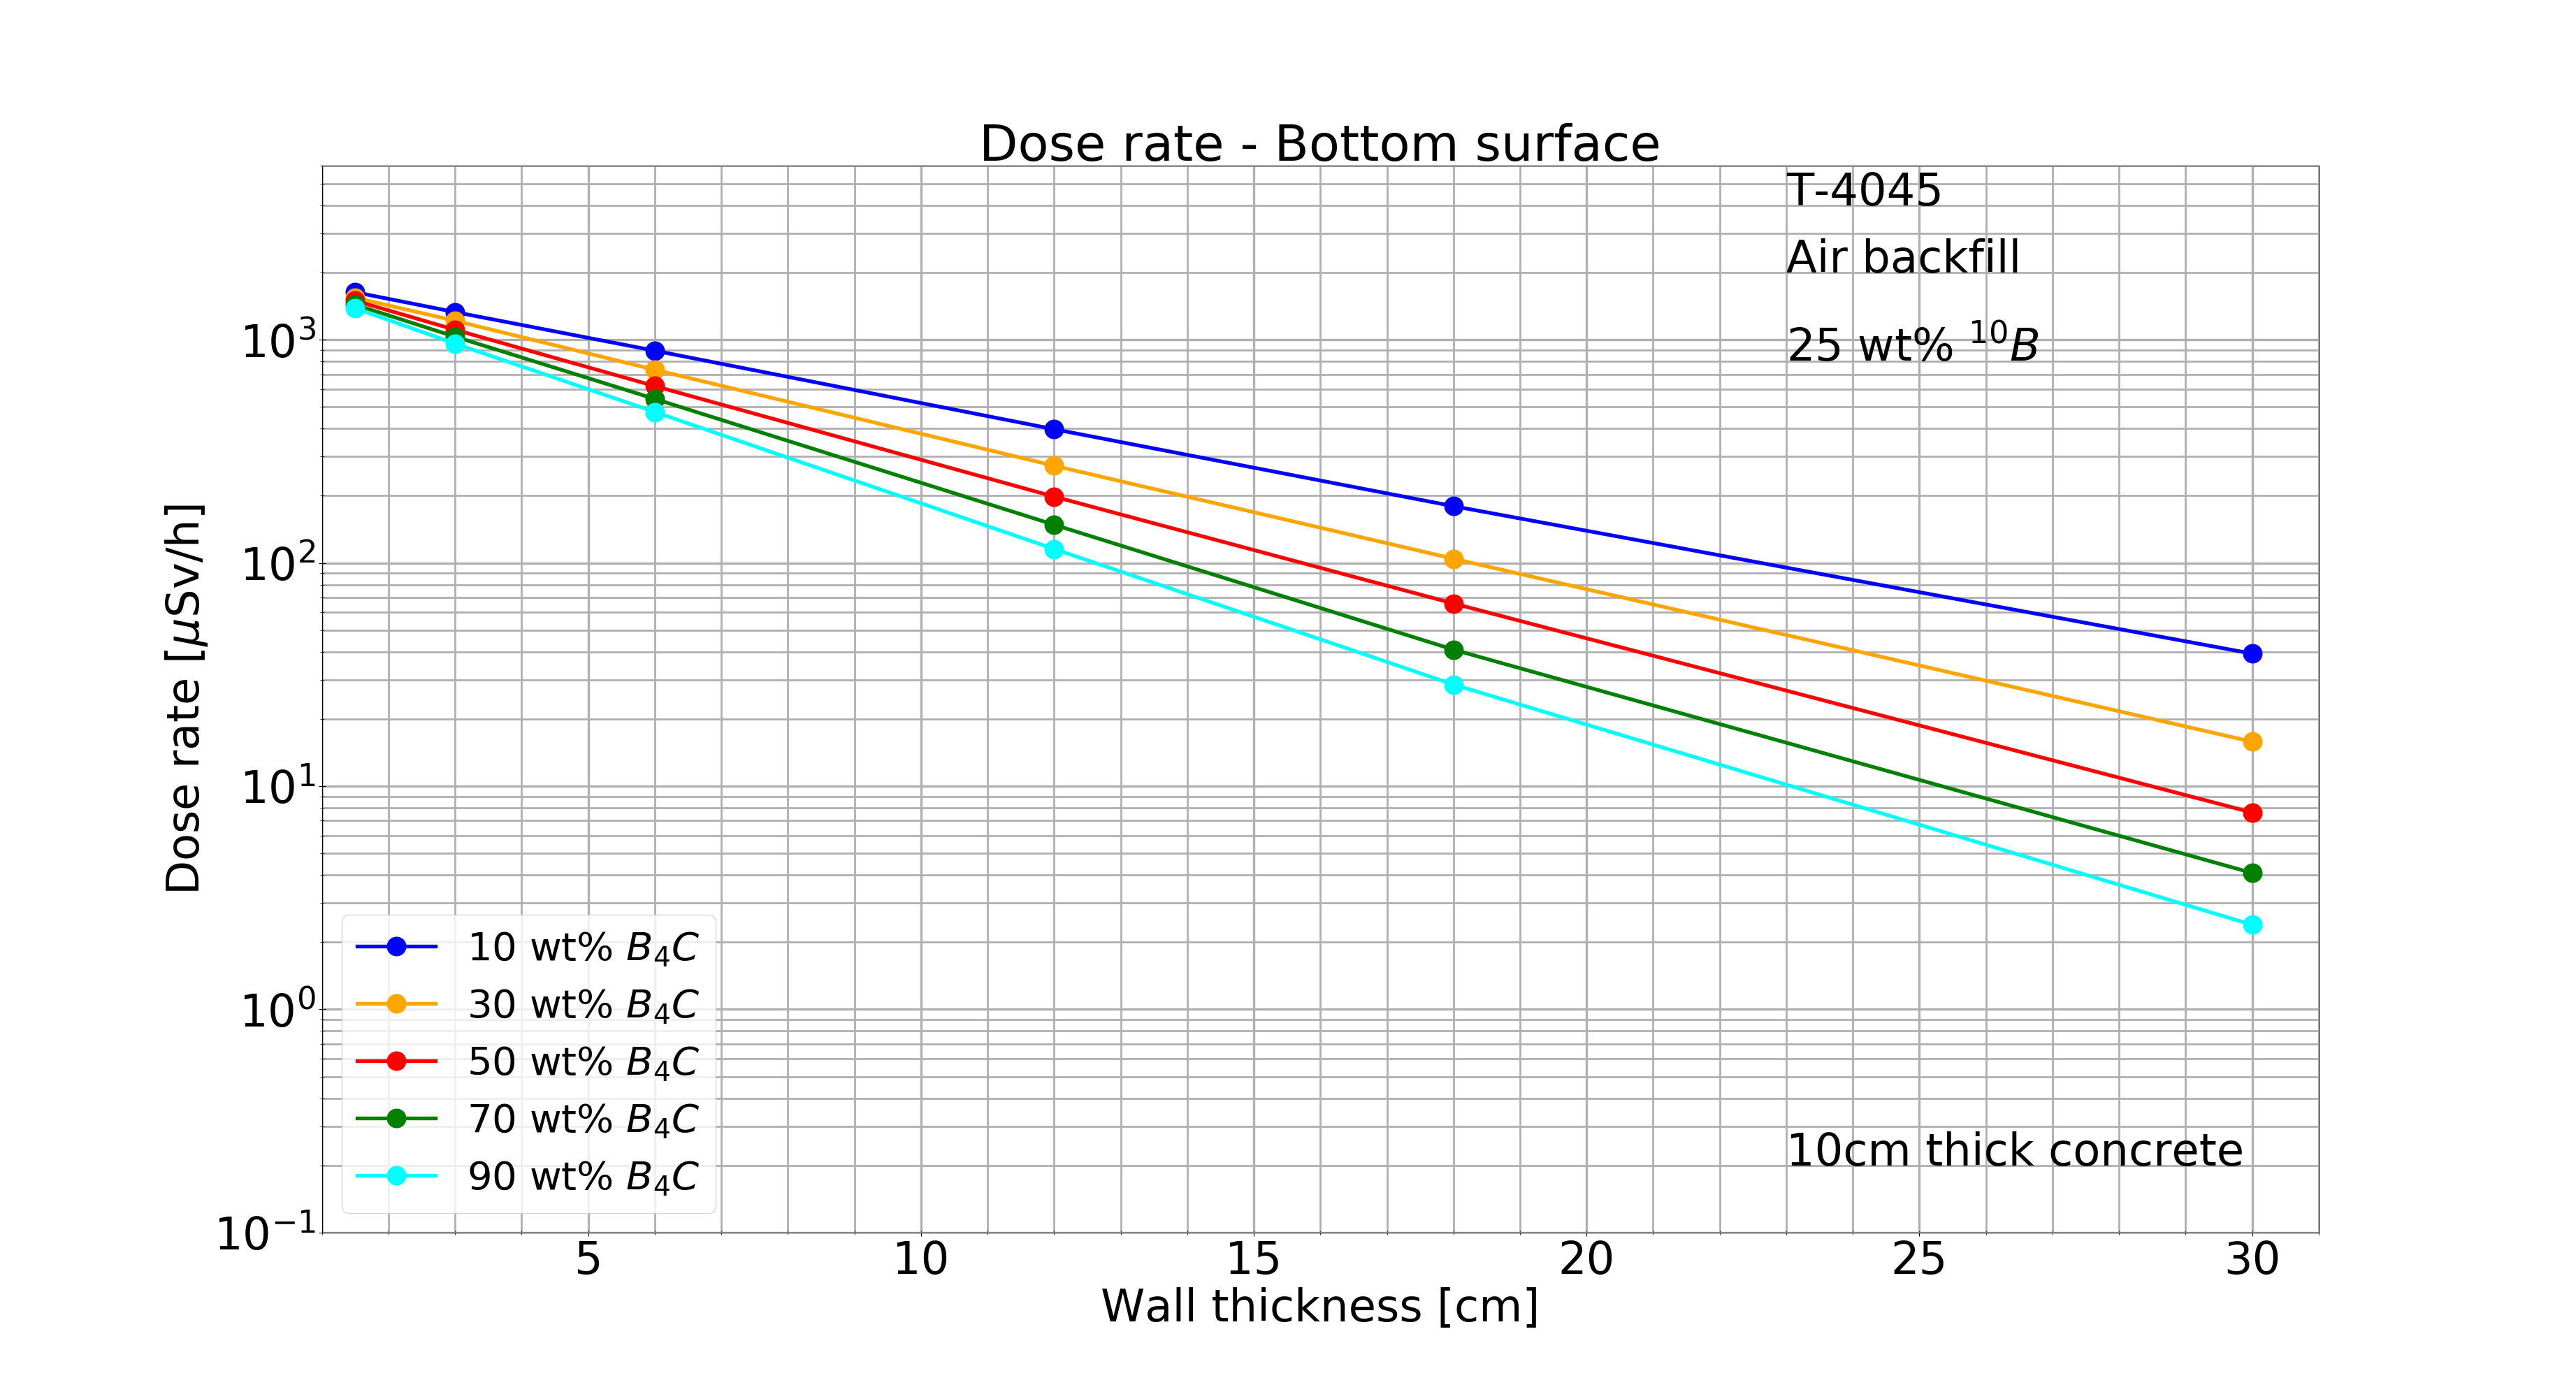 Dose rate - Bottom surface
T-4045
Air backfill
25 wt% ¹⁰B
10³
10²
10¹
10⁰
10⁻¹
Dose rate [μSv/h]
10 wt% B₄C
30 wt% B₄C
50 wt% B₄C
70 wt% B₄C
90 wt% B₄C
10cm thick concrete
5 10 15 20 25 30
Wall thickness [cm]